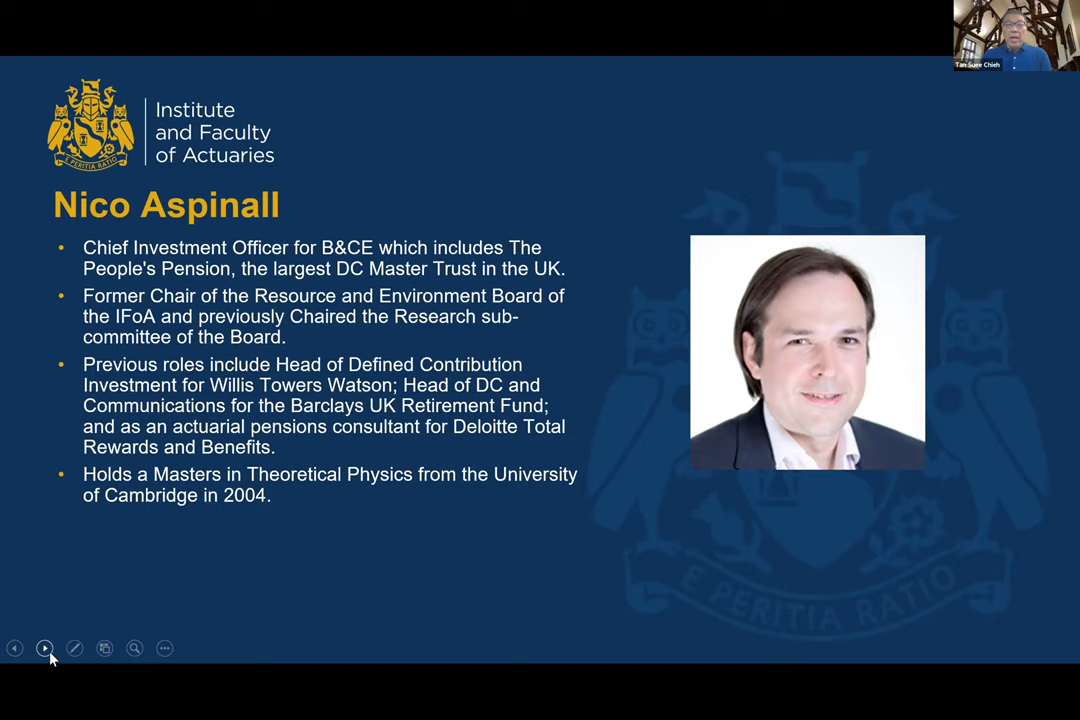 Tan Suee Chieh
Institute
and Faculty
of Actuaries
E PERITIA RATIO
Nico Aspinall
• Chief Investment Officer for B&CE which includes The
People's Pension, the largest DC Master Trust in the UK.
• Former Chair of the Resource and Environment Board of
the IFoA and previously Chaired the Research sub-
committee of the Board.
• Previous roles include Head of Defined Contribution
Investment for Willis Towers Watson; Head of DC and
Communications for the Barclays UK Retirement Fund;
and as an actuarial pensions consultant for Deloitte Total
Rewards and Benefits.
• Holds a Masters in Theoretical Physics from the University
of Cambridge in 2004.
E PERITIA RATIO